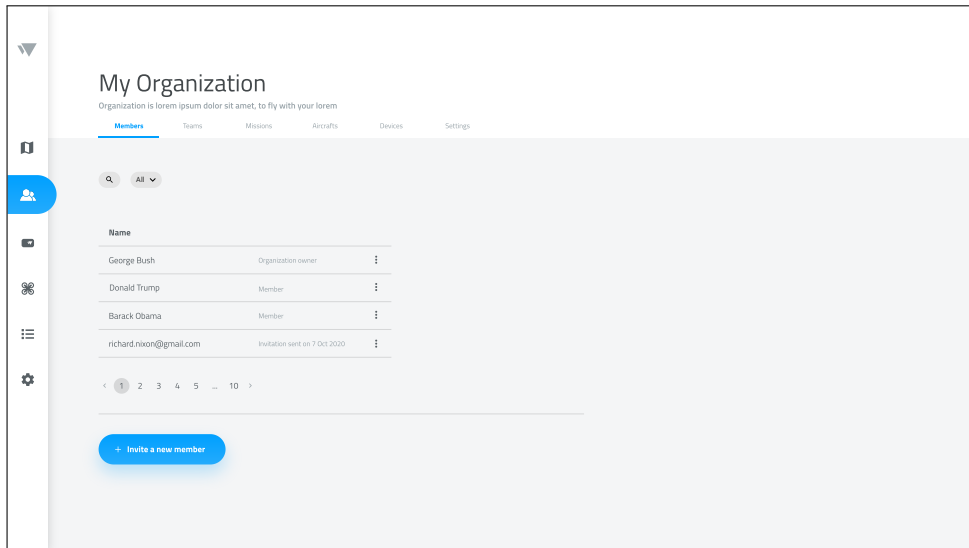 My Organization
Organization is lorem ipsum dolor sit amet, to fly with your lorem
Members Teams Missions Aircrafts Devices Settings
All
Name
George Bush Organization owner
Donald Trump Member
Barack Obama Member
richard.nixon@gmail.com Invitation sent on 7 Oct 2020
< 1 2 3 4 5 ... 10 >
+ Invite a new member